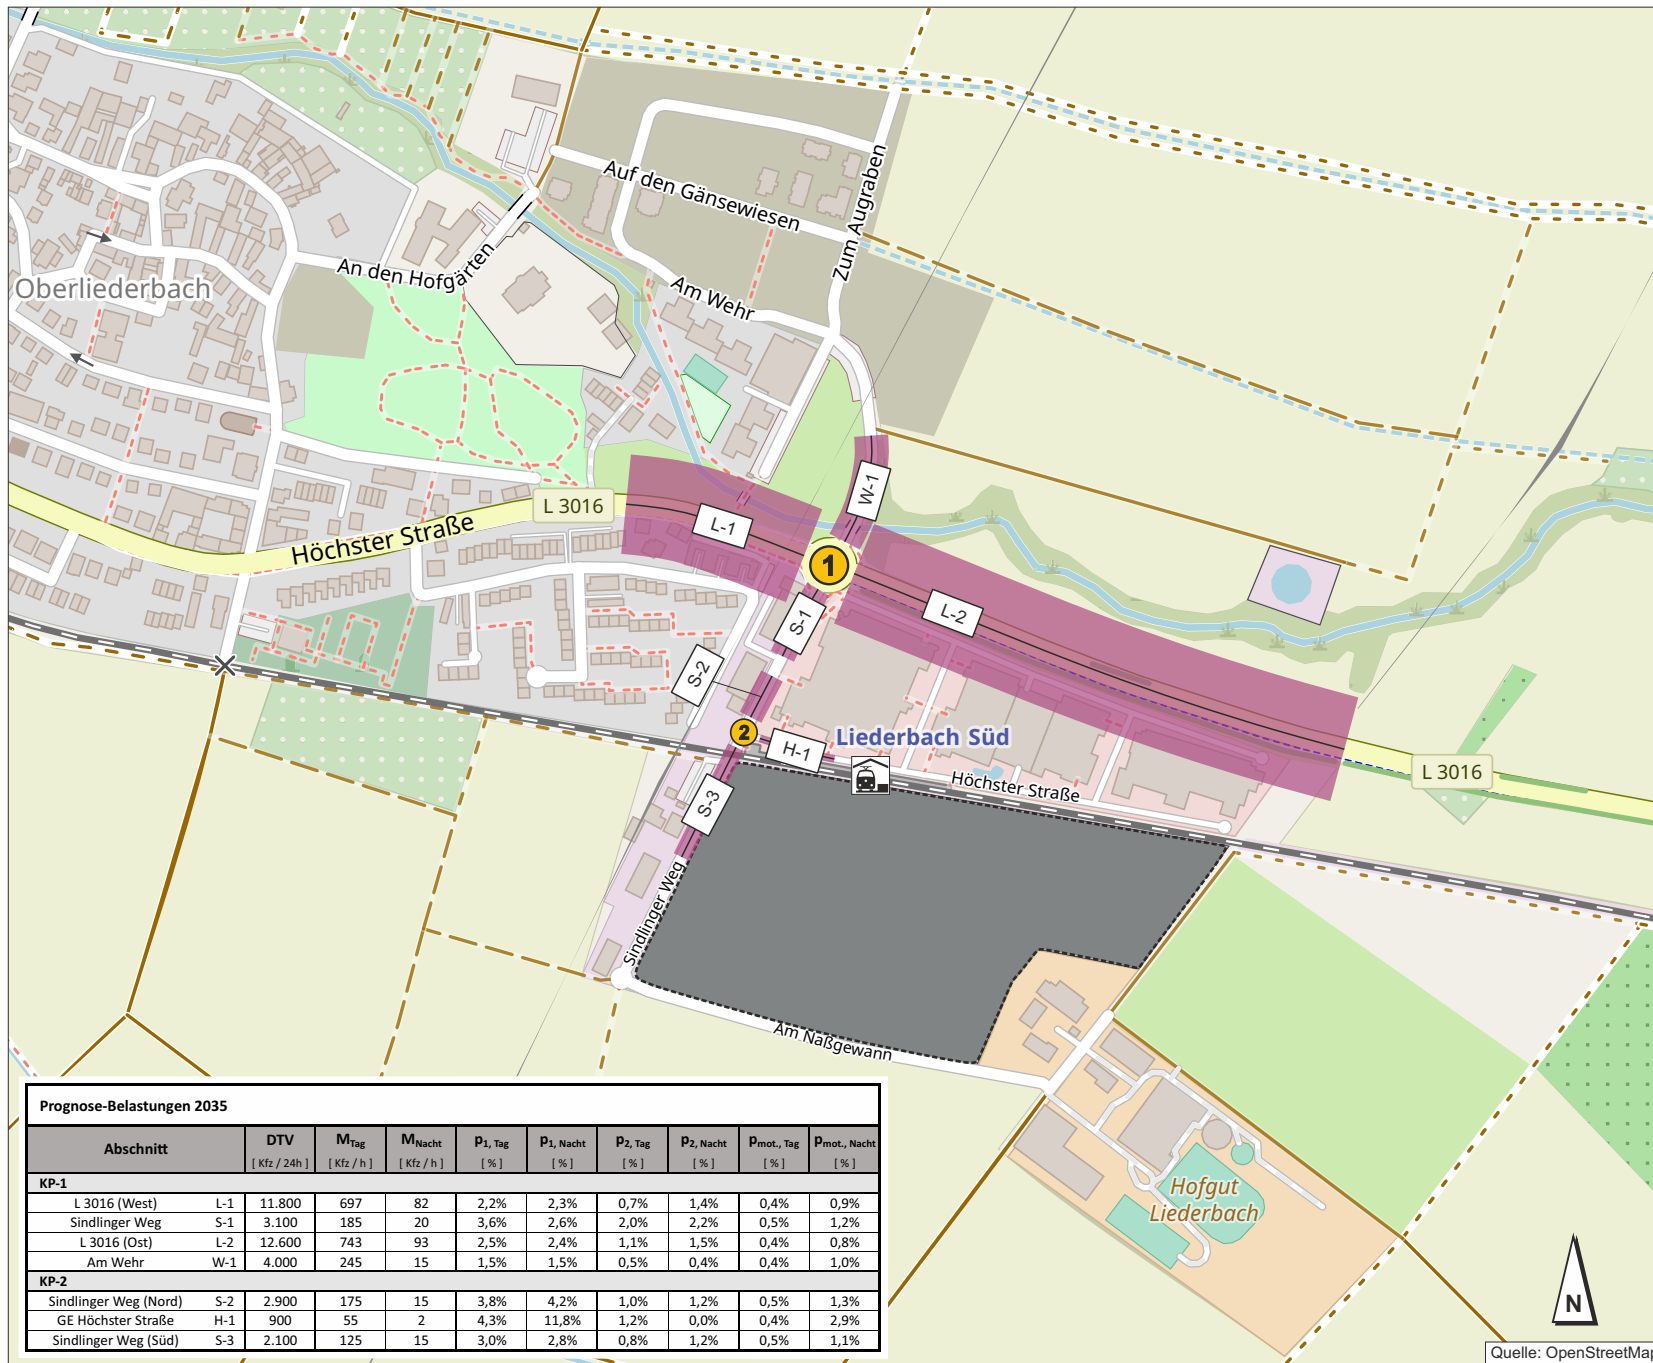 Auf den Gänsewiesen
Zum Augraben
An den Hofgärten
Oberliederbach
Am Wehr
L 3016
Höchster Straße
L-1
W-1
1
S-1
L-2
S-2
2
H-1
Liederbach Süd
S-3
Höchster Straße
L 3016
Sindlinger Weg
Am Naßgewann
Hofgut
Liederbach
N
Quelle: OpenStreetMap
Prognose-Belastungen 2035
Abschnitt DTV [ Kfz / 24h ] MTag [ Kfz / h ] MNacht [ Kfz / h ] p1, Tag [ % ] p1, Nacht [ % ] p2, Tag [ % ] p2, Nacht [ % ] pmot., Tag [ % ] pmot., Nacht [ % ]
KP-1
L 3016 (West) L-1 11.800 697 82 2,2% 2,3% 0,7% 1,4% 0,4% 0,9%
Sindlinger Weg S-1 3.100 185 20 3,6% 2,6% 2,0% 2,2% 0,5% 1,2%
L 3016 (Ost) L-2 12.600 743 93 2,5% 2,4% 1,1% 1,5% 0,4% 0,8%
Am Wehr W-1 4.000 245 15 1,5% 1,5% 0,5% 0,4% 0,4% 1,0%
KP-2
Sindlinger Weg (Nord) S-2 2.900 175 15 3,8% 4,2% 1,0% 1,2% 0,5% 1,3%
GE Höchster Straße H-1 900 55 2 4,3% 11,8% 1,2% 0,0% 0,4% 2,9%
Sindlinger Weg (Süd) S-3 2.100 125 15 3,0% 2,8% 0,8% 1,2% 0,5% 1,1%